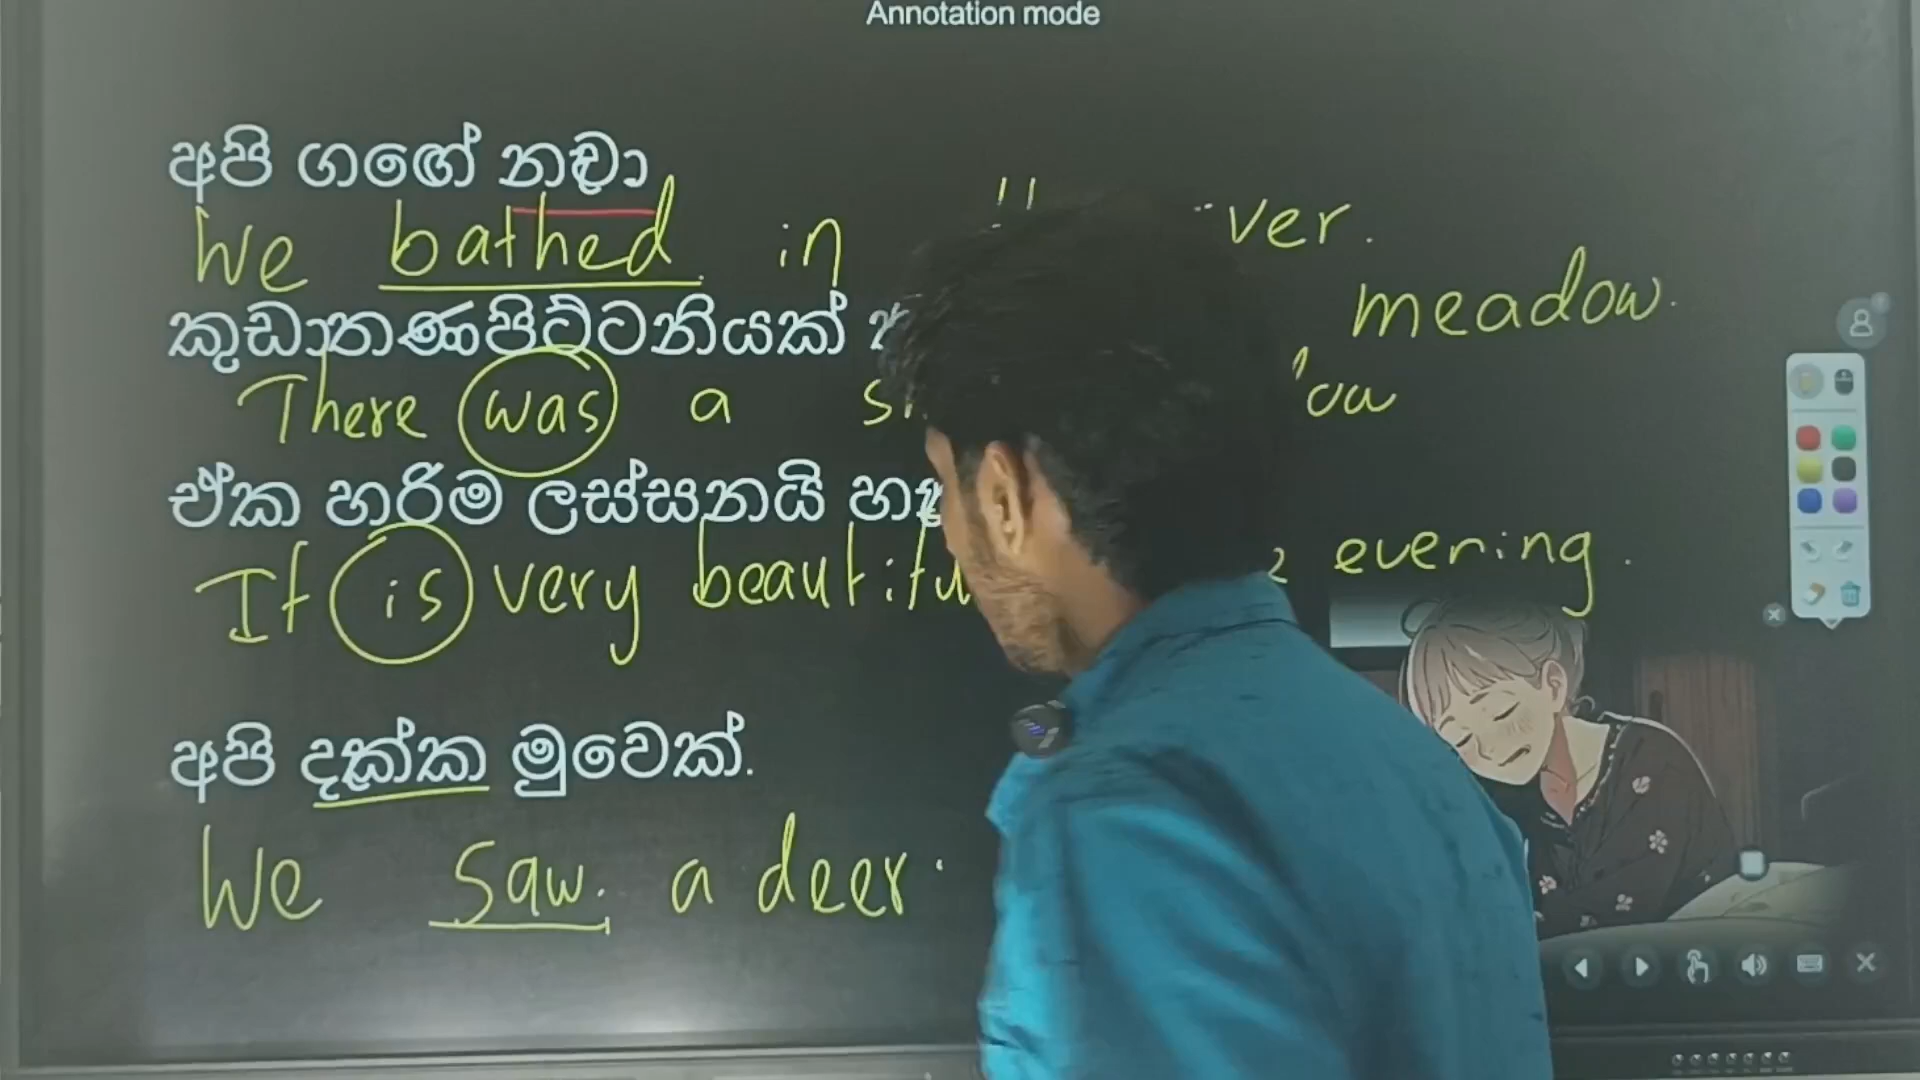 Annotation mode
අපි ගඟේ නෑවා
We bathed in ver.
meadow.
කුඩාතණපිට්ටනියක්
There was a
ඒක හරිම ලස්සනයි
It is very beautifu evening.
අපි දැක්ක මුවෙක්.
We saw. a deer.